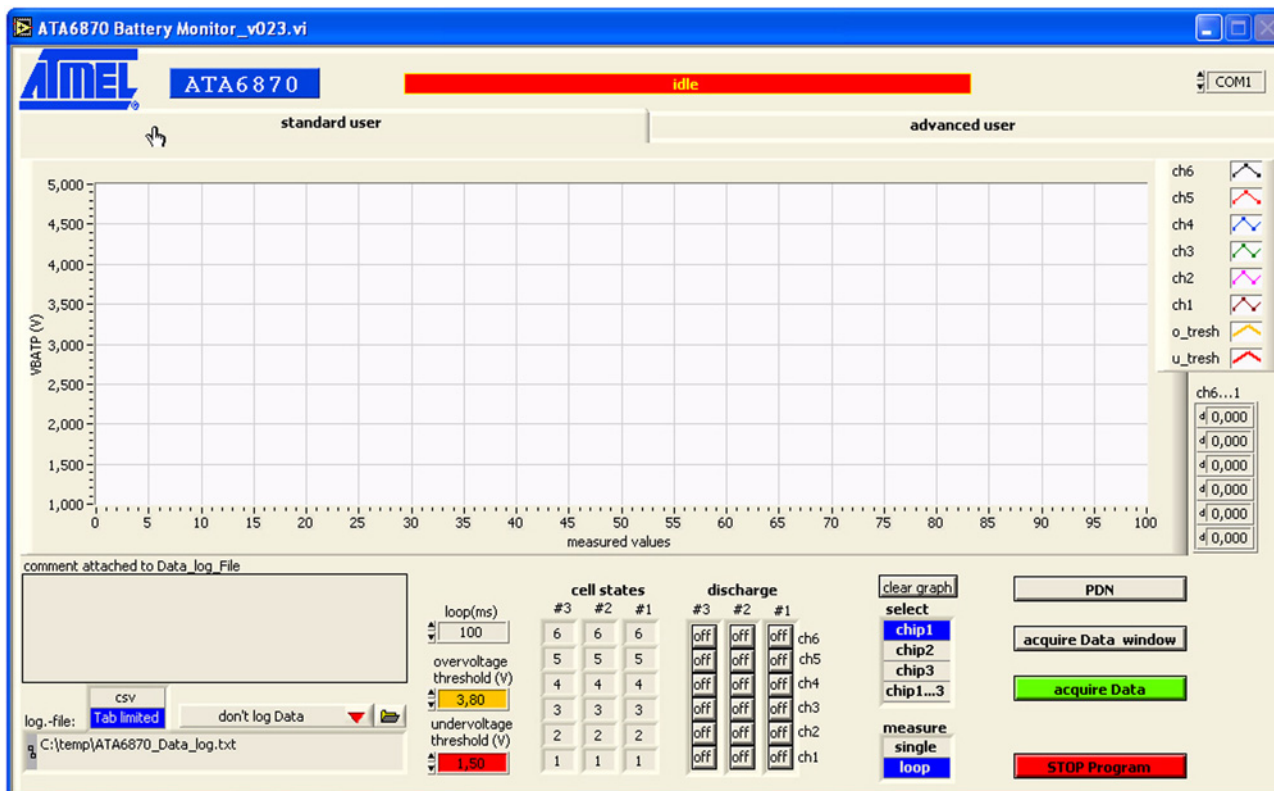 ATA6870 Battery Monitor_v023.vi
ATMEL
®
ATA6870
idle
COM1
standard user
advanced user
ch6
ch5
ch4
ch3
ch2
ch1
o_tresh
u_tresh
VBATP (V)
5,000
4,500
4,000
3,500
3,000
2,500
2,000
1,500
1,000
0 5 10 15 20 25 30 35 40 45 50 55 60 65 70 75 80 85 90 95 100
measured values
ch6...1
d 0,000
d 0,000
d 0,000
d 0,000
d 0,000
d 0,000
comment attached to Data_log_File
csv
log.-file: Tab limited don't log Data
C:\temp\ATA6870_Data_log.txt
loop(ms)
100
overvoltage
threshold (V)
3,80
undervoltage
threshold (V)
1,50
cell states
#3 #2 #1
6 6 6
5 5 5
4 4 4
3 3 3
2 2 2
1 1 1
discharge
#3 #2 #1
off off off ch6
off off off ch5
off off off ch4
off off off ch3
off off off ch2
off off off ch1
clear graph
select
chip1
chip2
chip3
chip1...3
measure
single
loop
PDN
acquire Data window
acquire Data
STOP Program